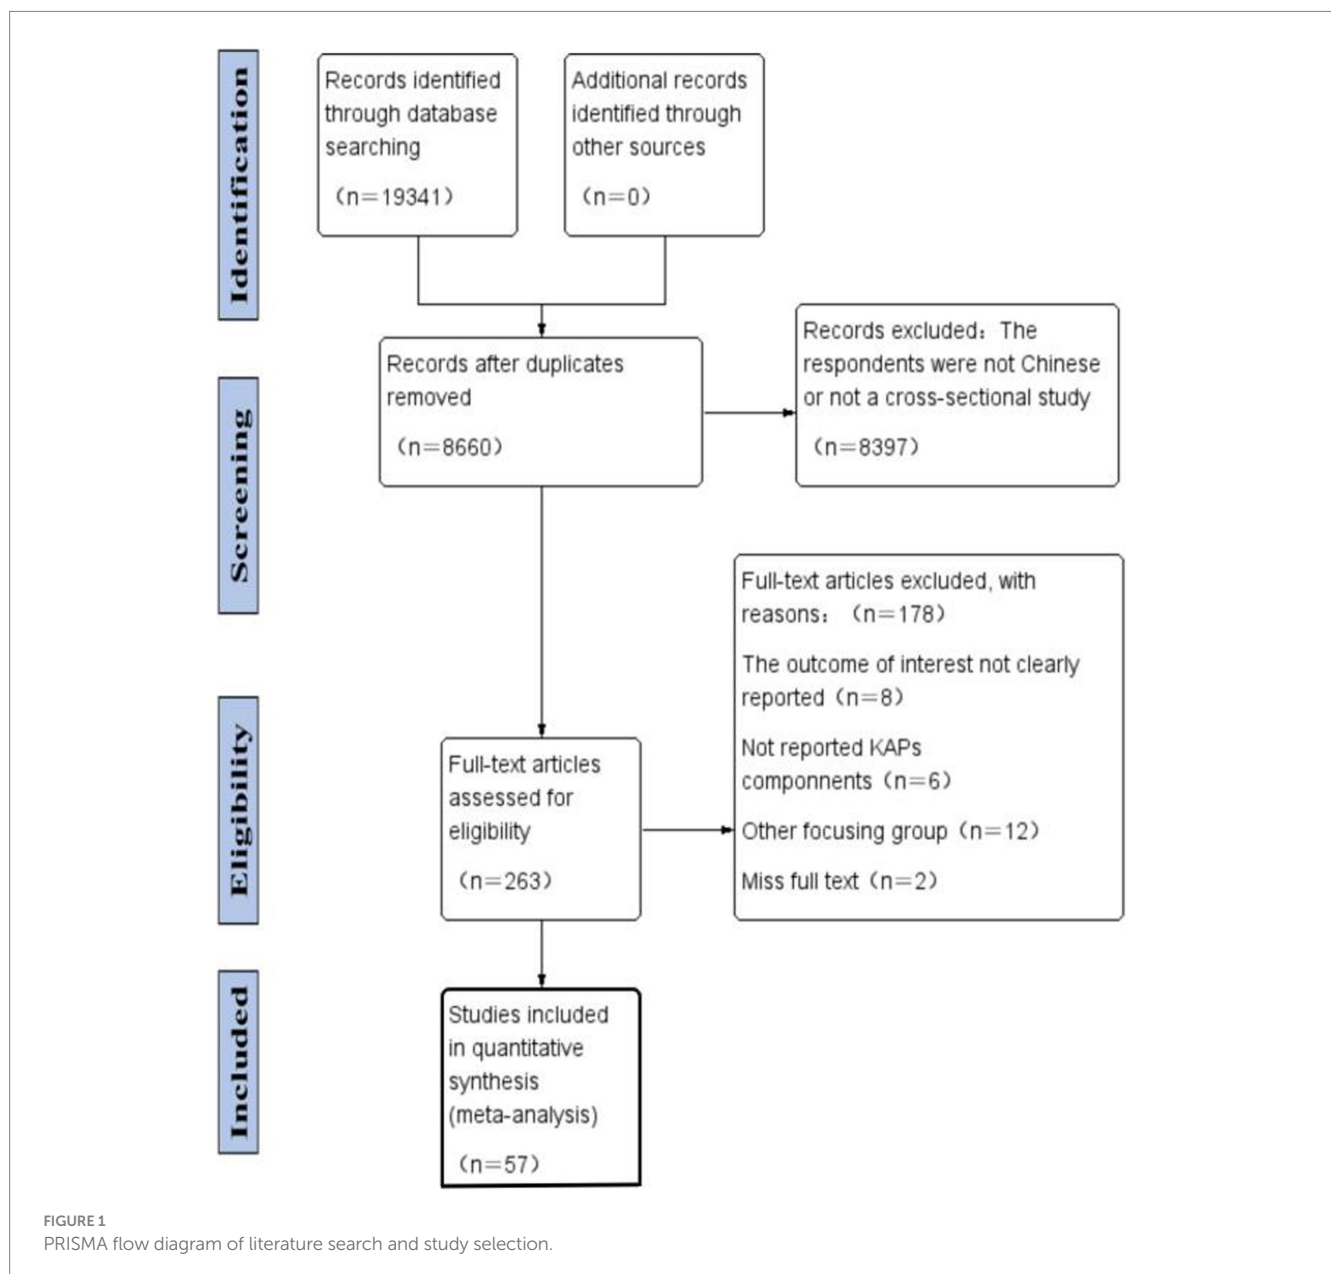 Identification
Records identified
through database
searching
(n=19341)
Additional records
identified through
other sources
(n=0)
Screening
Records after duplicates
removed
(n=8660)
Records excluded: The
respondents were not Chinese
or not a cross-sectional study
(n=8397)
Eligibility
Full-text articles
assessed for
eligibility
(n=263)
Full-text articles excluded, with
reasons: (n=178)
The outcome of interest not clearly
reported (n=8)
Not reported KAPs
componnents (n=6)
Other focusing group (n=12)
Miss full text (n=2)
Included
Studies included
in quantitative
synthesis
(meta-analysis)
(n=57)
FIGURE 1
PRISMA flow diagram of literature search and study selection.